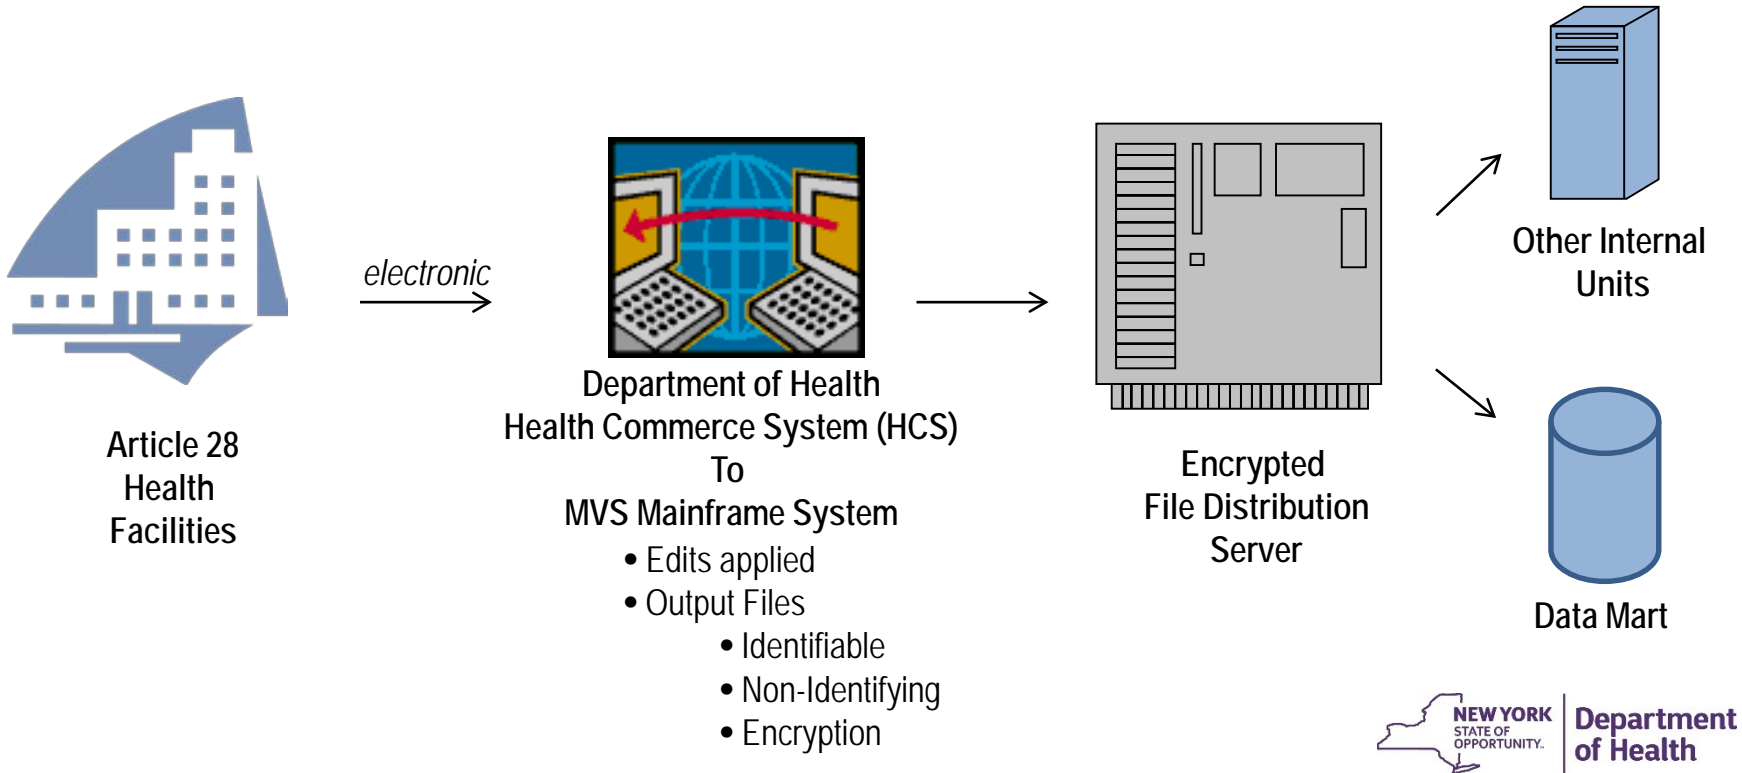 Article 28
Health
Facilities
electronic
Department of Health
Health Commerce System (HCS)
To
MVS Mainframe System
• Edits applied
• Output Files
• Identifiable
• Non-Identifying
• Encryption
Encrypted
File Distribution
Server
Other Internal
Units
Data Mart
NEW YORK
STATE OF
OPPORTUNITY.
Department
of Health